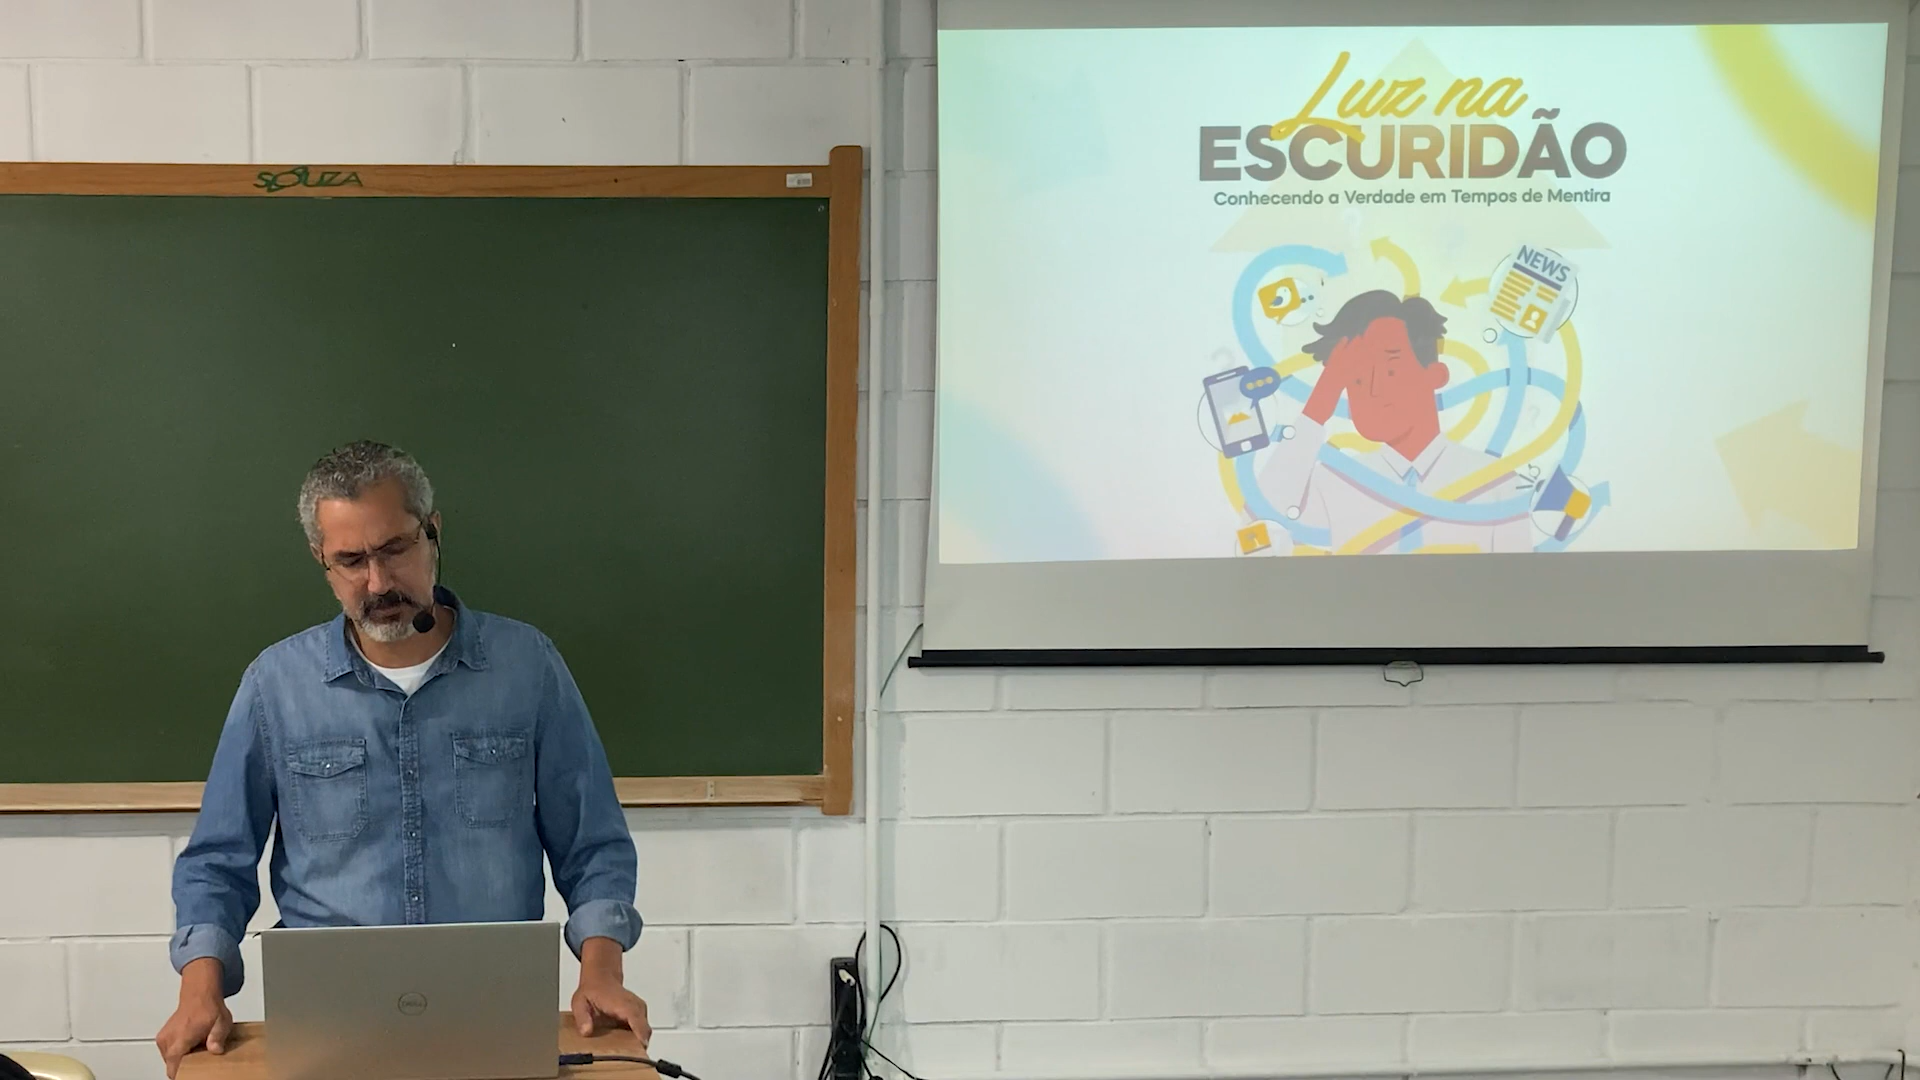 SOUZA
Luz na
ESCURIDÃO
Conhecendo a Verdade em Tempos de Mentira
NEWS
DELL